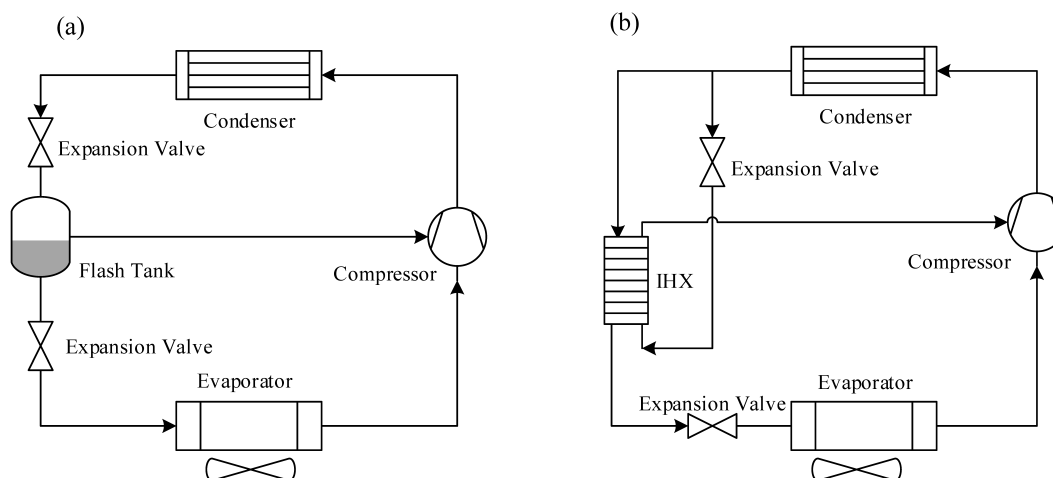 (a)
Condenser
Expansion Valve
Flash Tank
Compressor
Expansion Valve
Evaporator
(b)
Condenser
Expansion Valve
IHX
Compressor
Evaporator
Expansion Valve